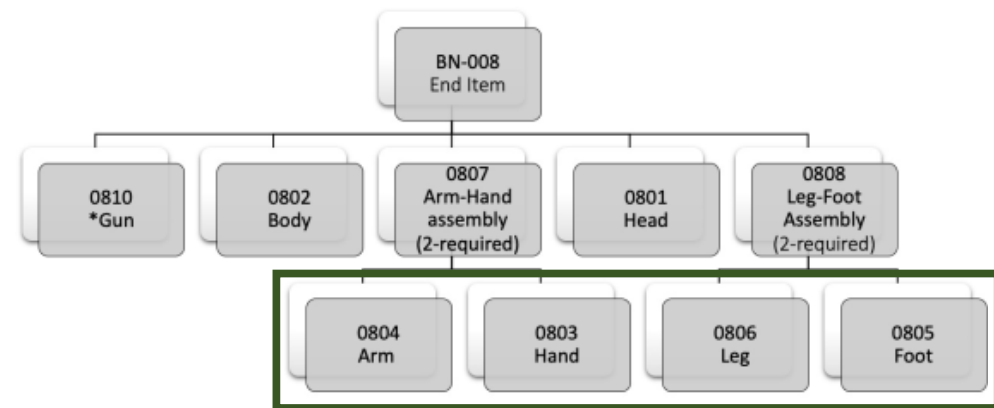 BN-008
End Item
0810
*Gun
0802
Body
0807
Arm-Hand
assembly
(2-required)
0801
Head
0808
Leg-Foot
Assembly
(2-required)
0804
Arm
0803
Hand
0806
Leg
0805
Foot